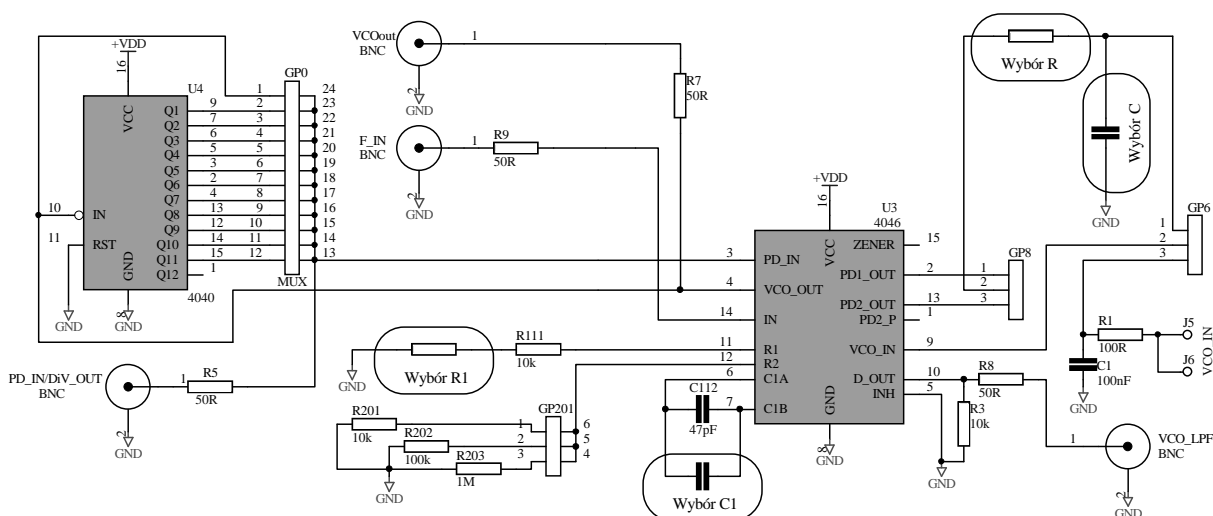 +VDD
16
U4
VCC
Q1
Q2
Q3
Q4
Q5
Q6
Q7
Q8
Q9
Q10
Q11
Q12
9
7
6
5
3
2
4
13
12
14
15
1
10
IN
11
RST
GND
8
4040
GND
GND
GP0
1
2
3
4
5
6
7
8
9
10
11
12
24
23
22
21
20
19
18
17
16
15
14
13
MUX
VCOout
BNC
1
2
GND
F_IN
BNC
1
2
GND
R9
50R
R7
50R
PD_IN/DiV_OUT
BNC
1
2
GND
R5
50R
GND
Wybór R1
R111
10k
R201
10k
R202
100k
R203
1M
GND
GP201
1
2
3
6
5
4
C112
47pF
Wybór C1
+VDD
16
U3
4046
VCC
3
PD_IN
4
VCO_OUT
14
IN
11
R1
12
R2
6
C1A
7
C1B
GND
8
GND
ZENER
15
PD1_OUT
2
PD2_OUT
13
PD2_P
1
VCO_IN
9
D_OUT
10
INH
5
GP8
1
2
3
Wybór R
Wybór C
GND
GP6
1
2
3
R1
100R
C1
100nF
GND
J5
J6
VCO_IN
R8
50R
R3
10k
GND
1
VCO_LPF
BNC
2
GND